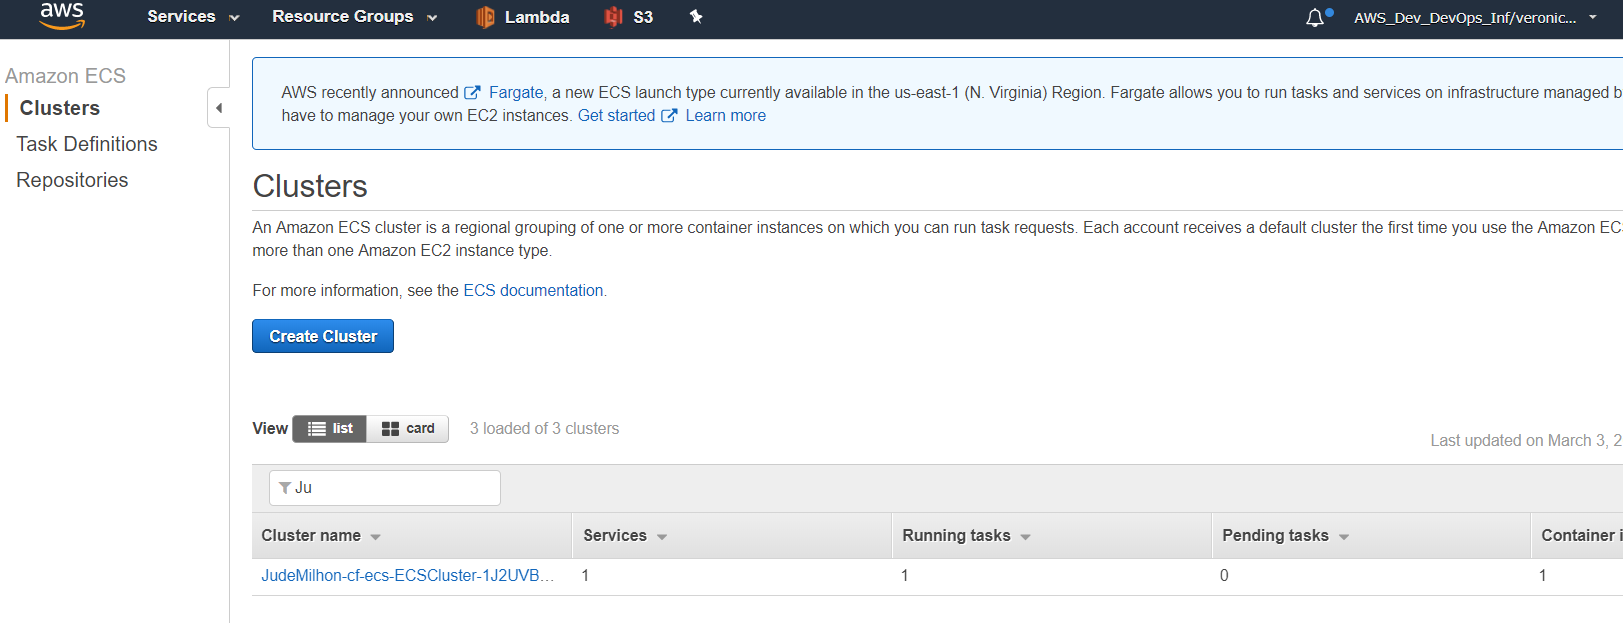 aws
Services Resource Groups Lambda S3 AWS_Dev_DevOps_Inf/veronic...
Amazon ECS
Clusters
Task Definitions
Repositories
AWS recently announced Fargate, a new ECS launch type currently available in the us-east-1 (N. Virginia) Region. Fargate allows you to run tasks and services on infrastructure managed b
have to manage your own EC2 instances. Get started Learn more
Clusters
An Amazon ECS cluster is a regional grouping of one or more container instances on which you can run task requests. Each account receives a default cluster the first time you use the Amazon EC
more than one Amazon EC2 instance type.
For more information, see the ECS documentation.
Create Cluster
View list card 3 loaded of 3 clusters
Last updated on March 3, 2
Ju
Cluster name Services Running tasks Pending tasks Container i
JudeMilhon-cf-ecs-ECSCluster-1J2UVB... 1 1 0 1